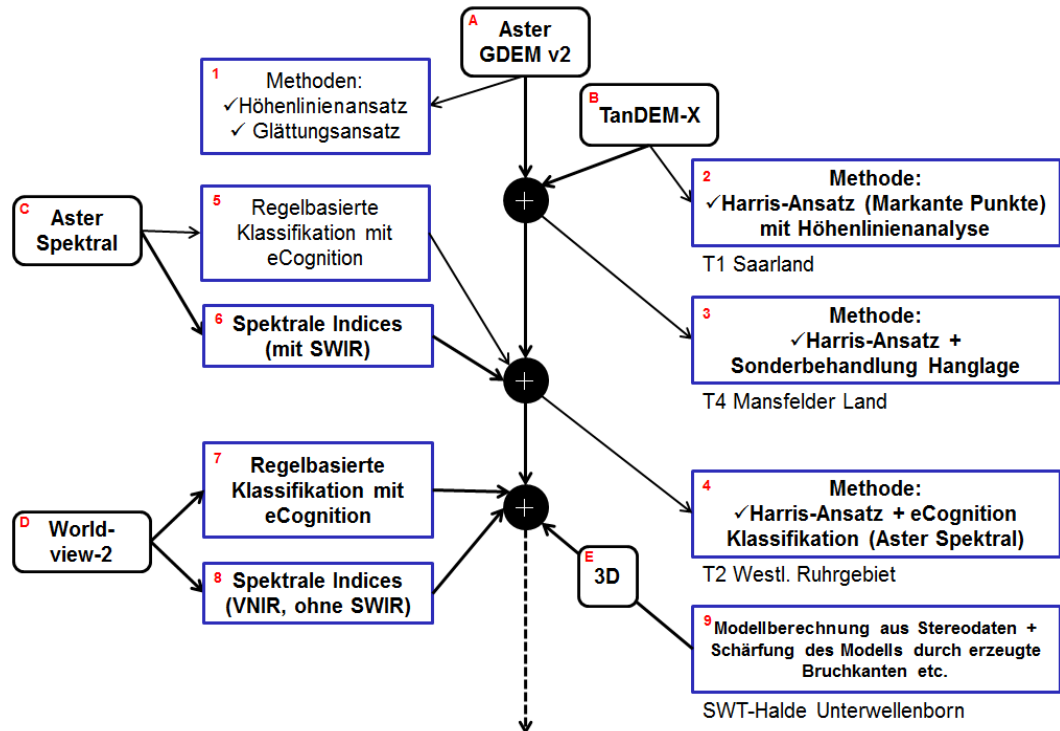 A
Aster
GDEM v2
1
Methoden:
✓Höhenlinienansatz
✓ Glättungsansatz
B
TanDEM-X
2
Methode:
✓Harris-Ansatz (Markante Punkte)
mit Höhenlinienanalyse
T1 Saarland
C
Aster
Spektral
5
Regelbasierte
Klassifikation mit
eCognition
6
Spektrale Indices
(mit SWIR)
3
Methode:
✓Harris-Ansatz +
Sonderbehandlung Hanglage
T4 Mansfelder Land
7
Regelbasierte
Klassifikation mit
eCognition
4
Methode:
✓Harris-Ansatz + eCognition
Klassifikation (Aster Spektral)
T2 Westl. Ruhrgebiet
D
World-
view-2
8
Spektrale Indices
(VNIR, ohne SWIR)
E
3D
9
Modellberechnung aus Stereodaten +
Schärfung des Modells durch erzeugte
Bruchkanten etc.
SWT-Halde Unterwellenborn